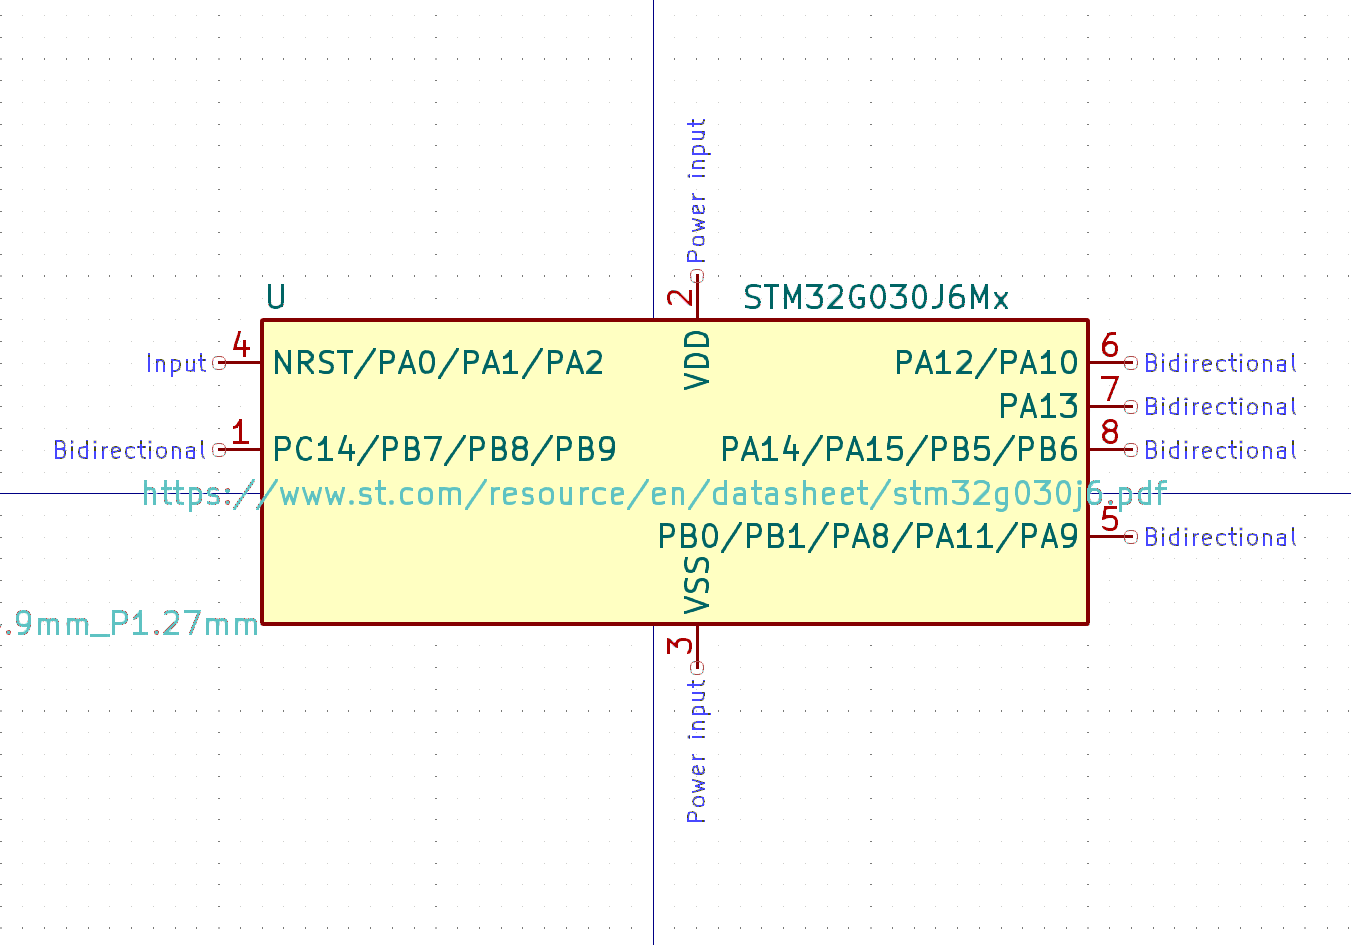 Power input
U
2
STM32G030J6Mx
4
VDD
6
Input
NRST/PA0/PA1/PA2
PA12/PA10
Bidirectional
7
PA13
Bidirectional
1
8
Bidirectional
PC14/PB7/PB8/PB9
PA14/PA15/PB5/PB6
Bidirectional
https://www.st.com/resource/en/datasheet/stm32g030j6.pdf
5
PB0/PB1/PA8/PA11/PA9
Bidirectional
VSS
.9mm_P1.27mm
3
Power input